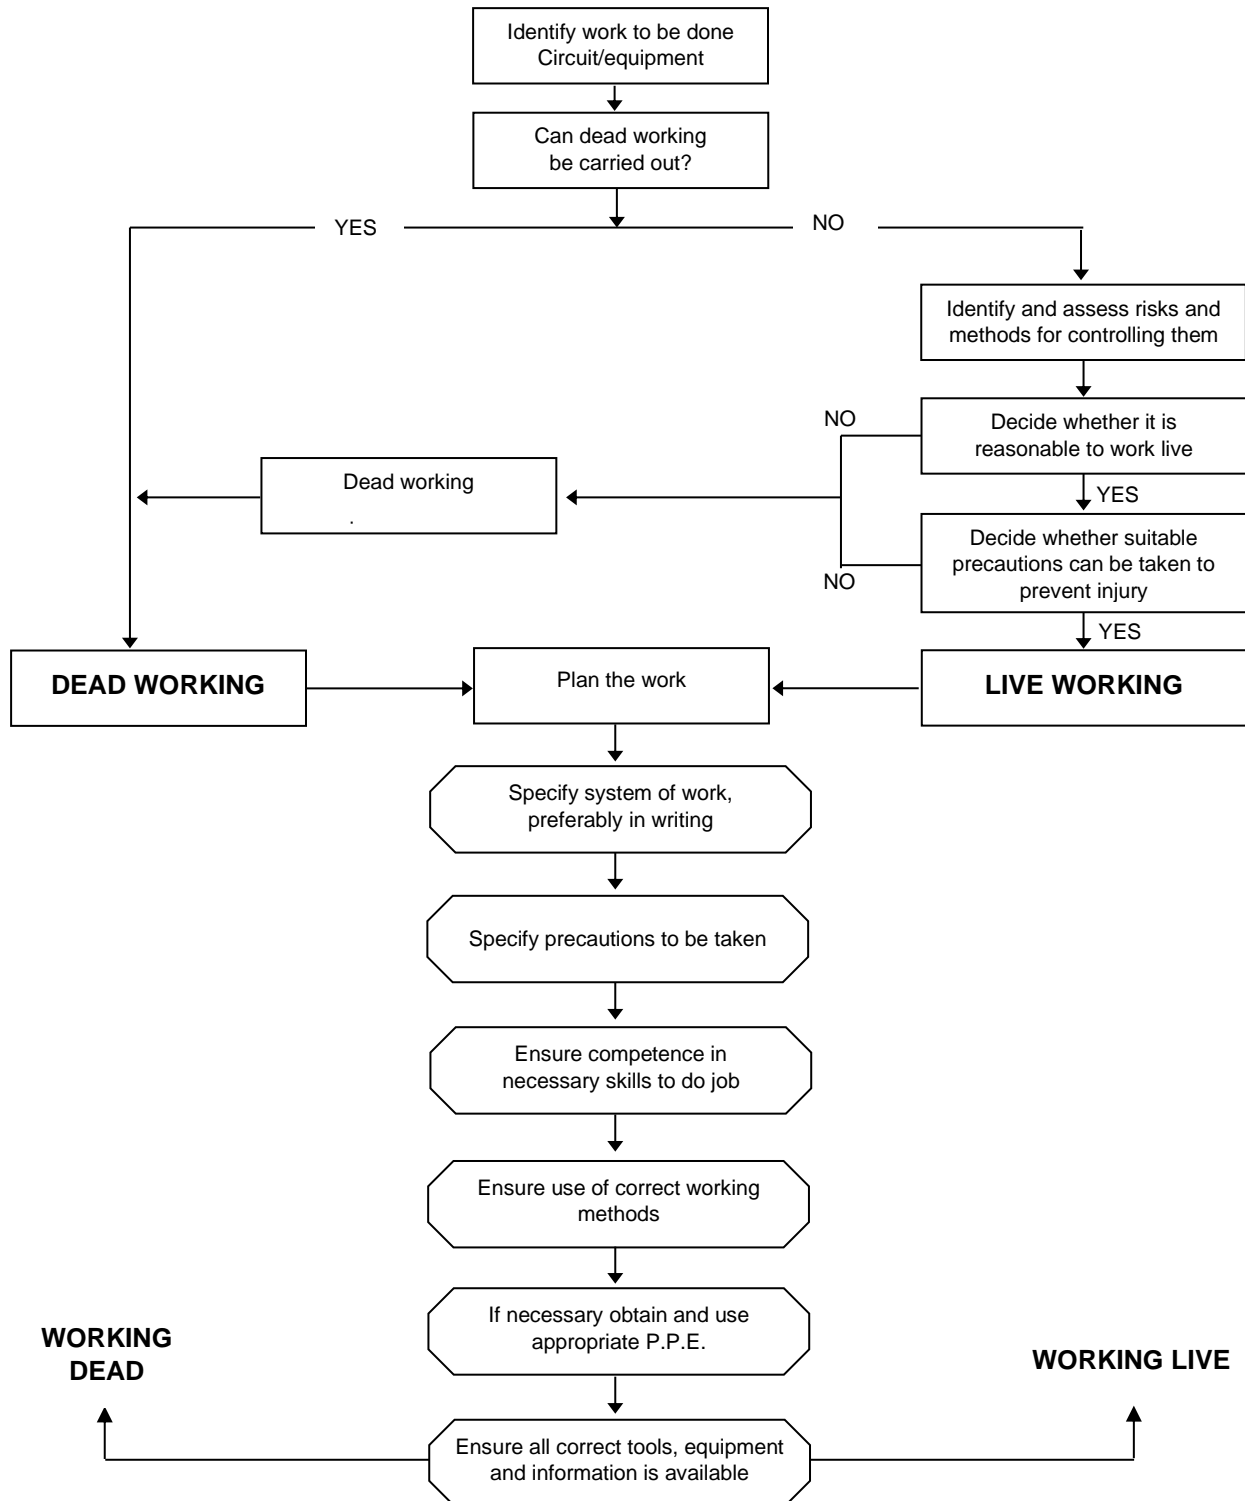 Identify work to be done
Circuit/equipment
Can dead working
be carried out?
YES
NO
Identify and assess risks and
methods for controlling them
NO
Decide whether it is
reasonable to work live
Dead working
.
YES
Decide whether suitable
precautions can be taken to
prevent injury
NO
YES
DEAD WORKING
Plan the work
LIVE WORKING
Specify system of work,
preferably in writing
Specify precautions to be taken
Ensure competence in
necessary skills to do job
Ensure use of correct working
methods
If necessary obtain and use
appropriate P.P.E.
WORKING
DEAD
WORKING LIVE
Ensure all correct tools, equipment
and information is available